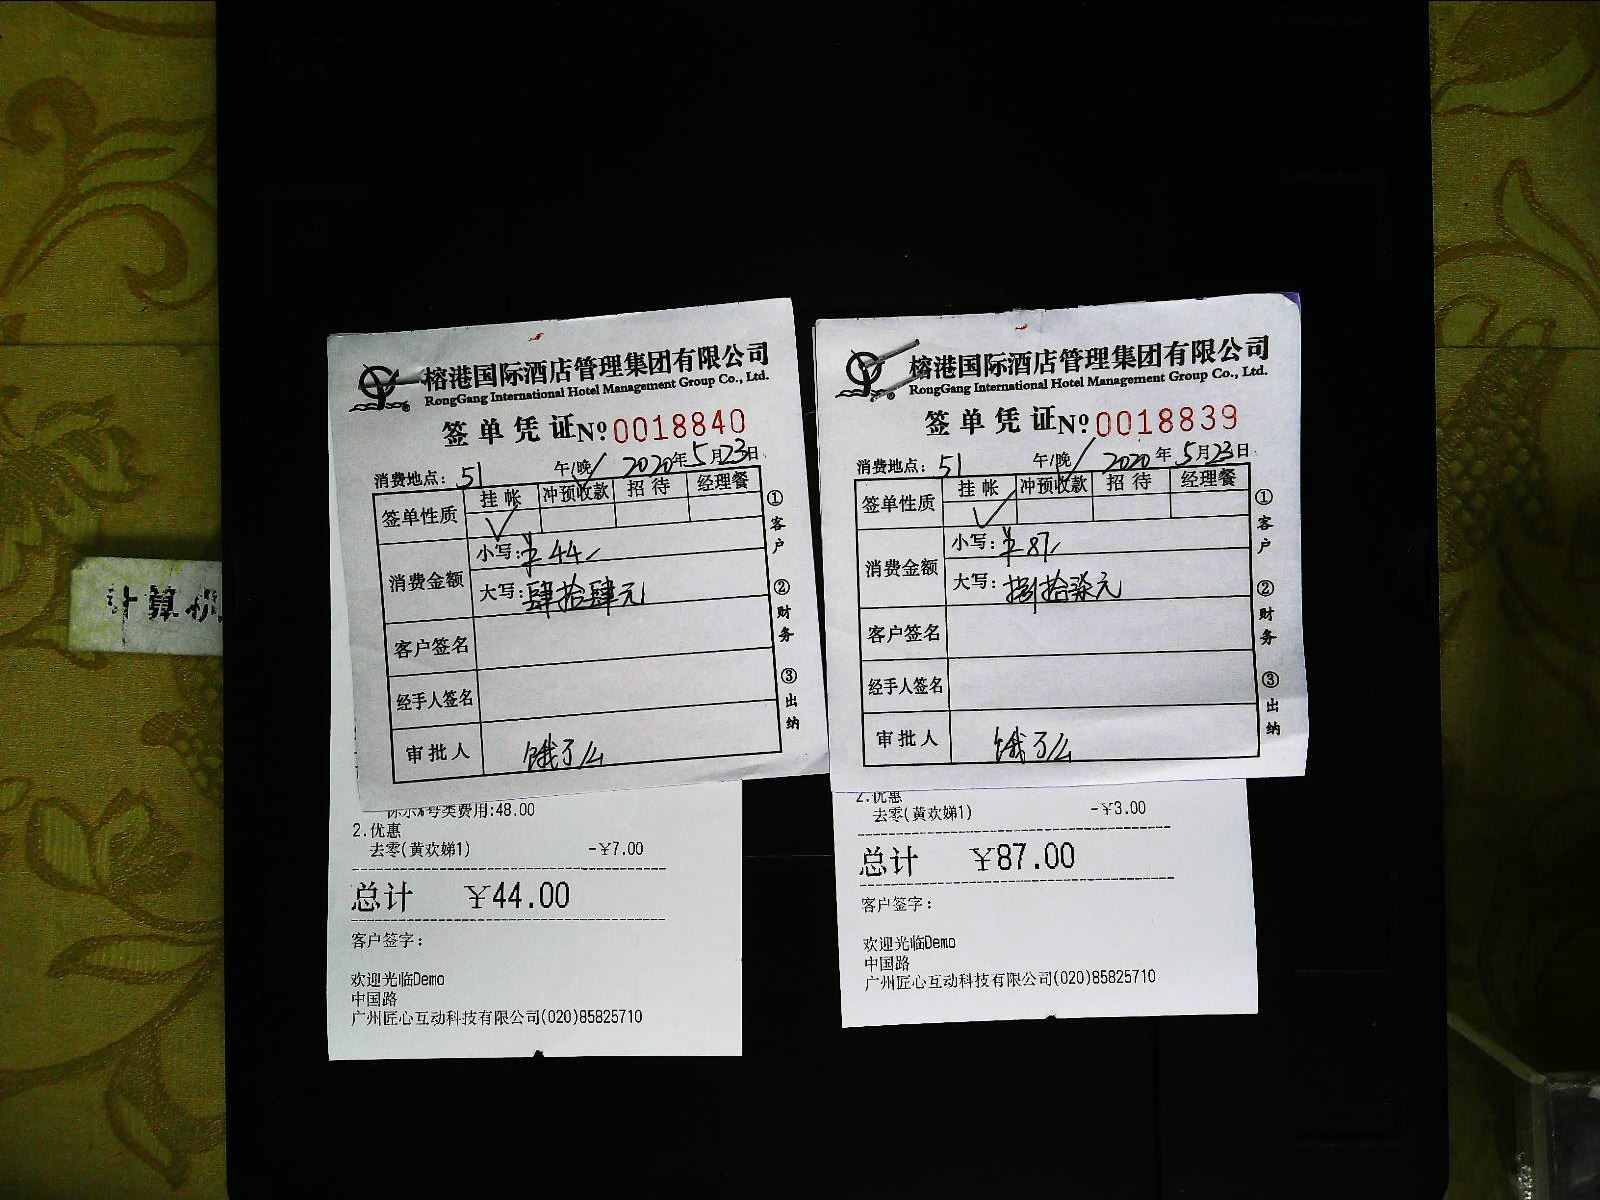 榕港国际酒店管理集团有限公司
RongGang International Hotel Management Group Co., Ltd.
签单凭证№0018840
消费地点：51 午/晚 2020年5月23日
签单性质 挂帐 冲预收款 招待 经理餐
消费金额
小写：¥44/
大写：肆拾肆元
客户签名
经手人签名
审批人 饿了么
①客户 ②财务 ③出纳
号类费用:48.00
2.优惠
去零(黄欢娣1) -¥7.00
总计 ¥44.00
客户签字：
欢迎光临Demo
中国路
广州匠心互动科技有限公司(020)85825710
榕港国际酒店管理集团有限公司
RongGang International Hotel Management Group Co., Ltd.
签单凭证№0018839
消费地点：51 午/晚 2020年5月23日
签单性质 挂帐 冲预收款 招待 经理餐
消费金额
小写：¥87/
大写：捌拾柒元
客户签名
经手人签名
审批人 饿了么
①客户 ②财务 ③出纳
2.优惠
去零(黄欢娣1) -¥3.00
总计 ¥87.00
客户签字：
欢迎光临Demo
中国路
广州匠心互动科技有限公司(020)85825710
计算机